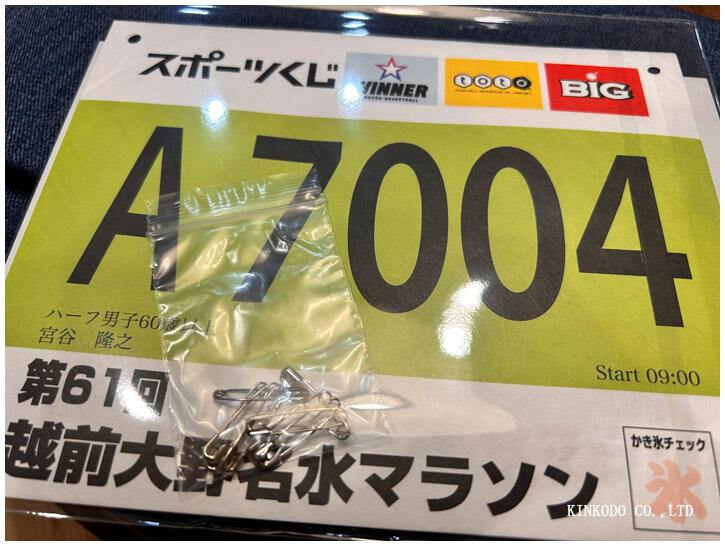 スポーツくじ
WINNER
toto
BIG
A7004
ハーフ男子60歳以上
宮谷 隆之
Start 09:00
第61回
越前大野名水マラソン
かき氷チェック
氷
KINKODO CO.,LTD